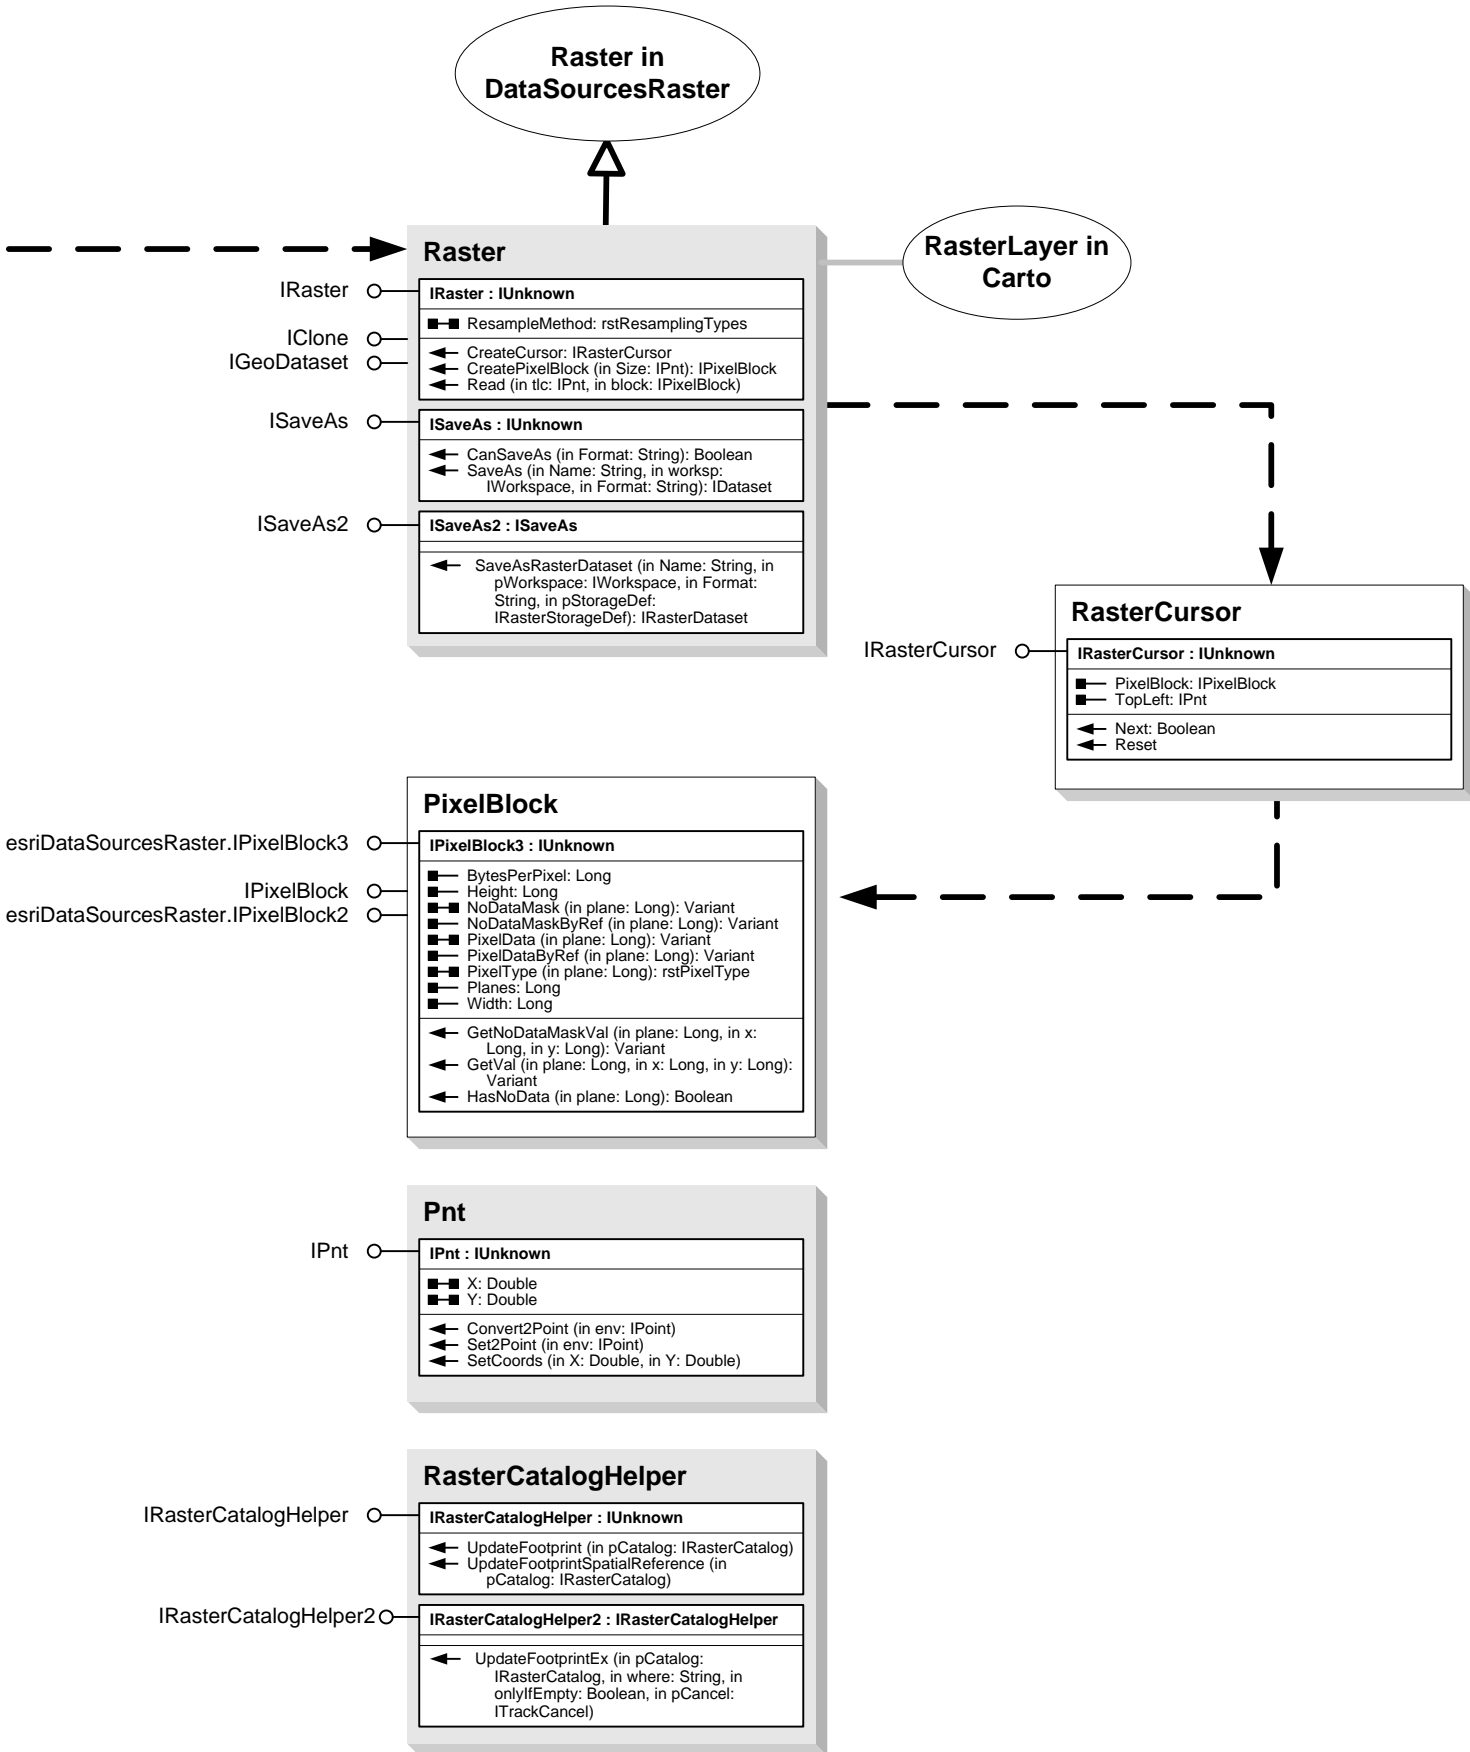 Raster in
DataSourcesRaster
Raster
RasterLayer in
Carto
IRaster
IRaster : IUnknown
ResampleMethod: rstResamplingTypes
IClone
IGeoDataset
CreateCursor: IRasterCursor
CreatePixelBlock (in Size: IPnt): IPixelBlock
Read (in tlc: IPnt, in block: IPixelBlock)
ISaveAs
ISaveAs : IUnknown
CanSaveAs (in Format: String): Boolean
SaveAs (in Name: String, in worksp:
IWorkspace, in Format: String): IDataset
ISaveAs2
ISaveAs2 : ISaveAs
SaveAsRasterDataset (in Name: String, in
pWorkspace: IWorkspace, in Format:
String, in pStorageDef:
IRasterStorageDef): IRasterDataset
RasterCursor
IRasterCursor
IRasterCursor : IUnknown
PixelBlock: IPixelBlock
TopLeft: IPnt
Next: Boolean
Reset
PixelBlock
esriDataSourcesRaster.IPixelBlock3
IPixelBlock
esriDataSourcesRaster.IPixelBlock2
IPixelBlock3 : IUnknown
BytesPerPixel: Long
Height: Long
NoDataMask (in plane: Long): Variant
NoDataMaskByRef (in plane: Long): Variant
PixelData (in plane: Long): Variant
PixelDataByRef (in plane: Long): Variant
PixelType (in plane: Long): rstPixelType
Planes: Long
Width: Long
GetNoDataMaskVal (in plane: Long, in x:
Long, in y: Long): Variant
GetVal (in plane: Long, in x: Long, in y: Long):
Variant
HasNoData (in plane: Long): Boolean
Pnt
IPnt
IPnt : IUnknown
X: Double
Y: Double
Convert2Point (in env: IPoint)
Set2Point (in env: IPoint)
SetCoords (in X: Double, in Y: Double)
RasterCatalogHelper
IRasterCatalogHelper
IRasterCatalogHelper : IUnknown
UpdateFootprint (in pCatalog: IRasterCatalog)
UpdateFootprintSpatialReference (in
pCatalog: IRasterCatalog)
IRasterCatalogHelper2
IRasterCatalogHelper2 : IRasterCatalogHelper
UpdateFootprintEx (in pCatalog:
IRasterCatalog, in where: String, in
onlyIfEmpty: Boolean, in pCancel:
ITrackCancel)